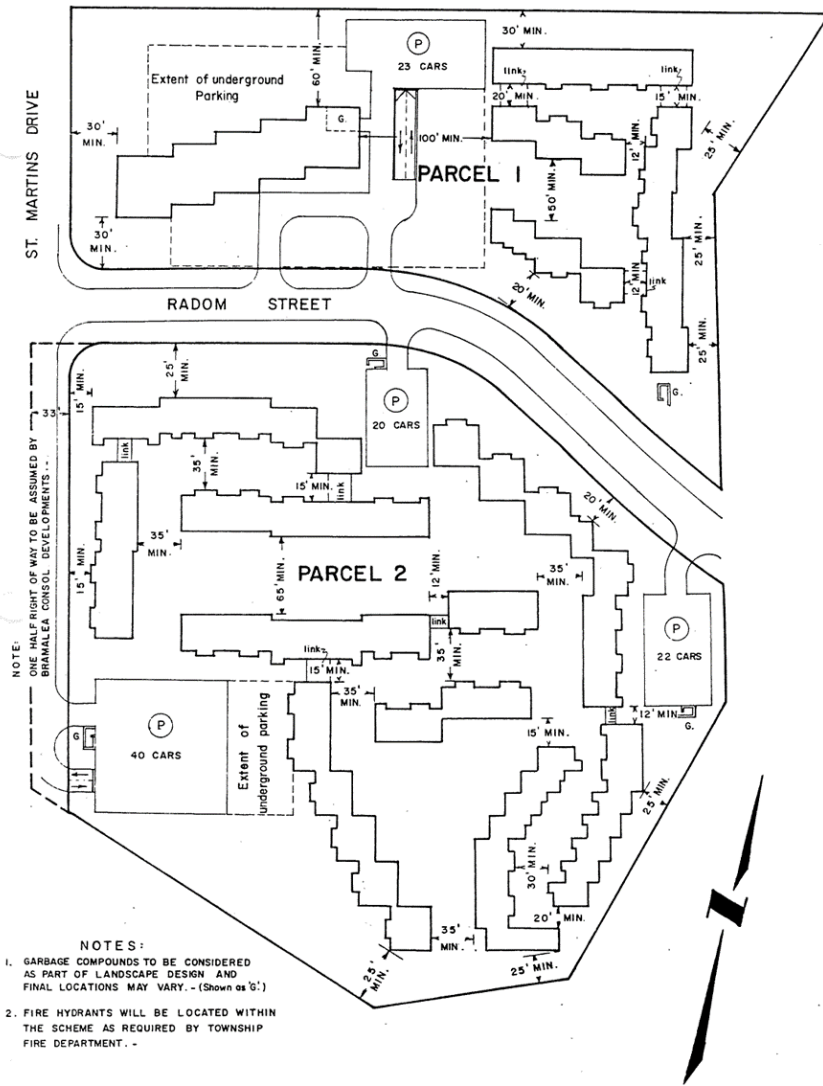 ST. MARTINS DRIVE
30' MIN.
30' MIN.
Extent of underground
Parking
60' MIN.
P
23 CARS
G.
100' MIN.
PARCEL 1
30' MIN.
link
20' MIN.
link
15' MIN.
12' MIN.
25' MIN.
50' MIN.
25' MIN.
12' MIN.
link
20' MIN.
25' MIN.
G.
RADOM STREET
NOTE:
ONE HALF RIGHT OF WAY TO BE ASSUMED BY
BRAMALEA CONSOL DEVELOPMENTS. -
33'
15' MIN.
25' MIN.
G
P
20 CARS
link
35' MIN.
15' MIN.
link
35' MIN.
15' MIN.
65' MIN.
PARCEL 2
12' MIN.
20' MIN.
35' MIN.
P
22 CARS
link
link
15' MIN.
35' MIN.
35' MIN.
link
12' MIN.
G.
G
P
40 CARS
Extent of
underground parking
15' MIN.
25' MIN.
30' MIN.
20' MIN.
35' MIN.
25' MIN.
25' MIN.
NOTES:
1. GARBAGE COMPOUNDS TO BE CONSIDERED
AS PART OF LANDSCAPE DESIGN AND
FINAL LOCATIONS MAY VARY. - (Shown as 'G'.)
2. FIRE HYDRANTS WILL BE LOCATED WITHIN
THE SCHEME AS REQUIRED BY TOWNSHIP
FIRE DEPARTMENT. -